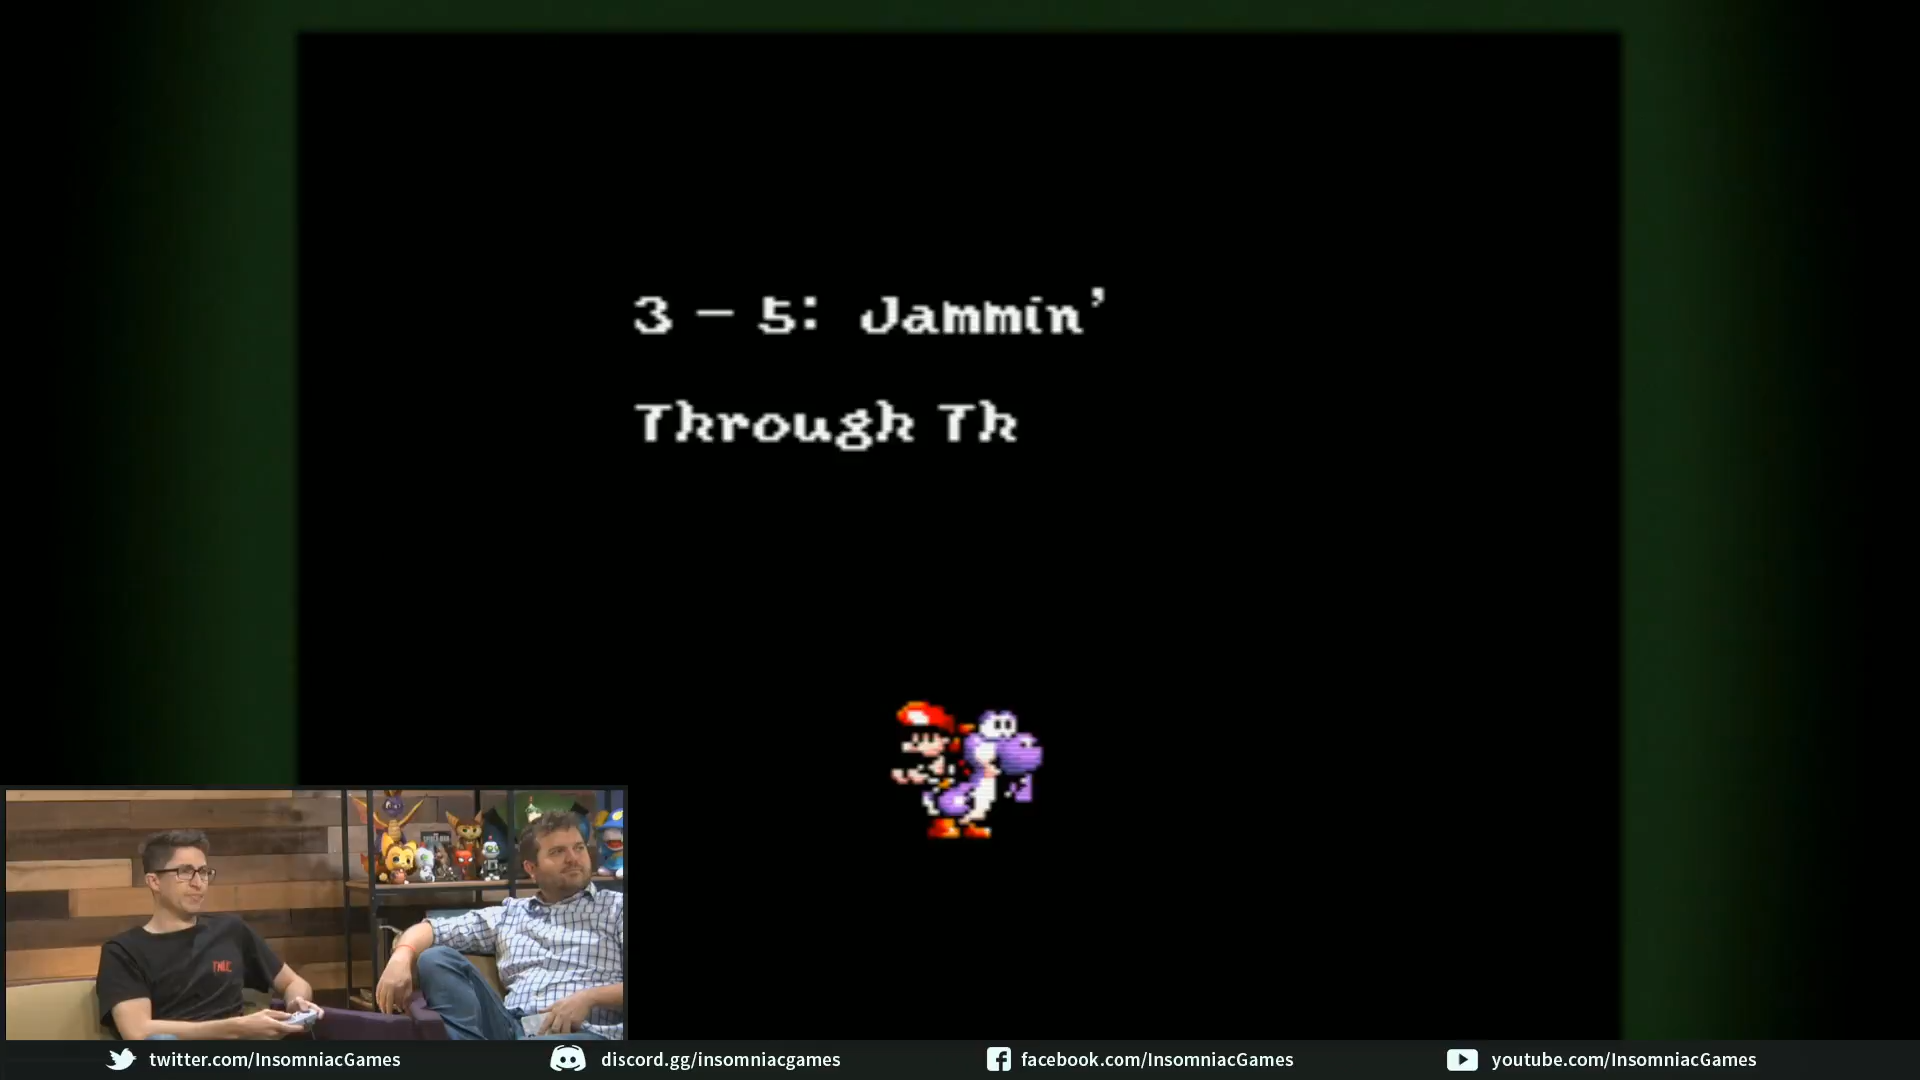 3 - 5: Jammin'
Through Th
twitter.com/InsomniacGames
discord.gg/insomniacgames
facebook.com/InsomniacGames
youtube.com/InsomniacGames